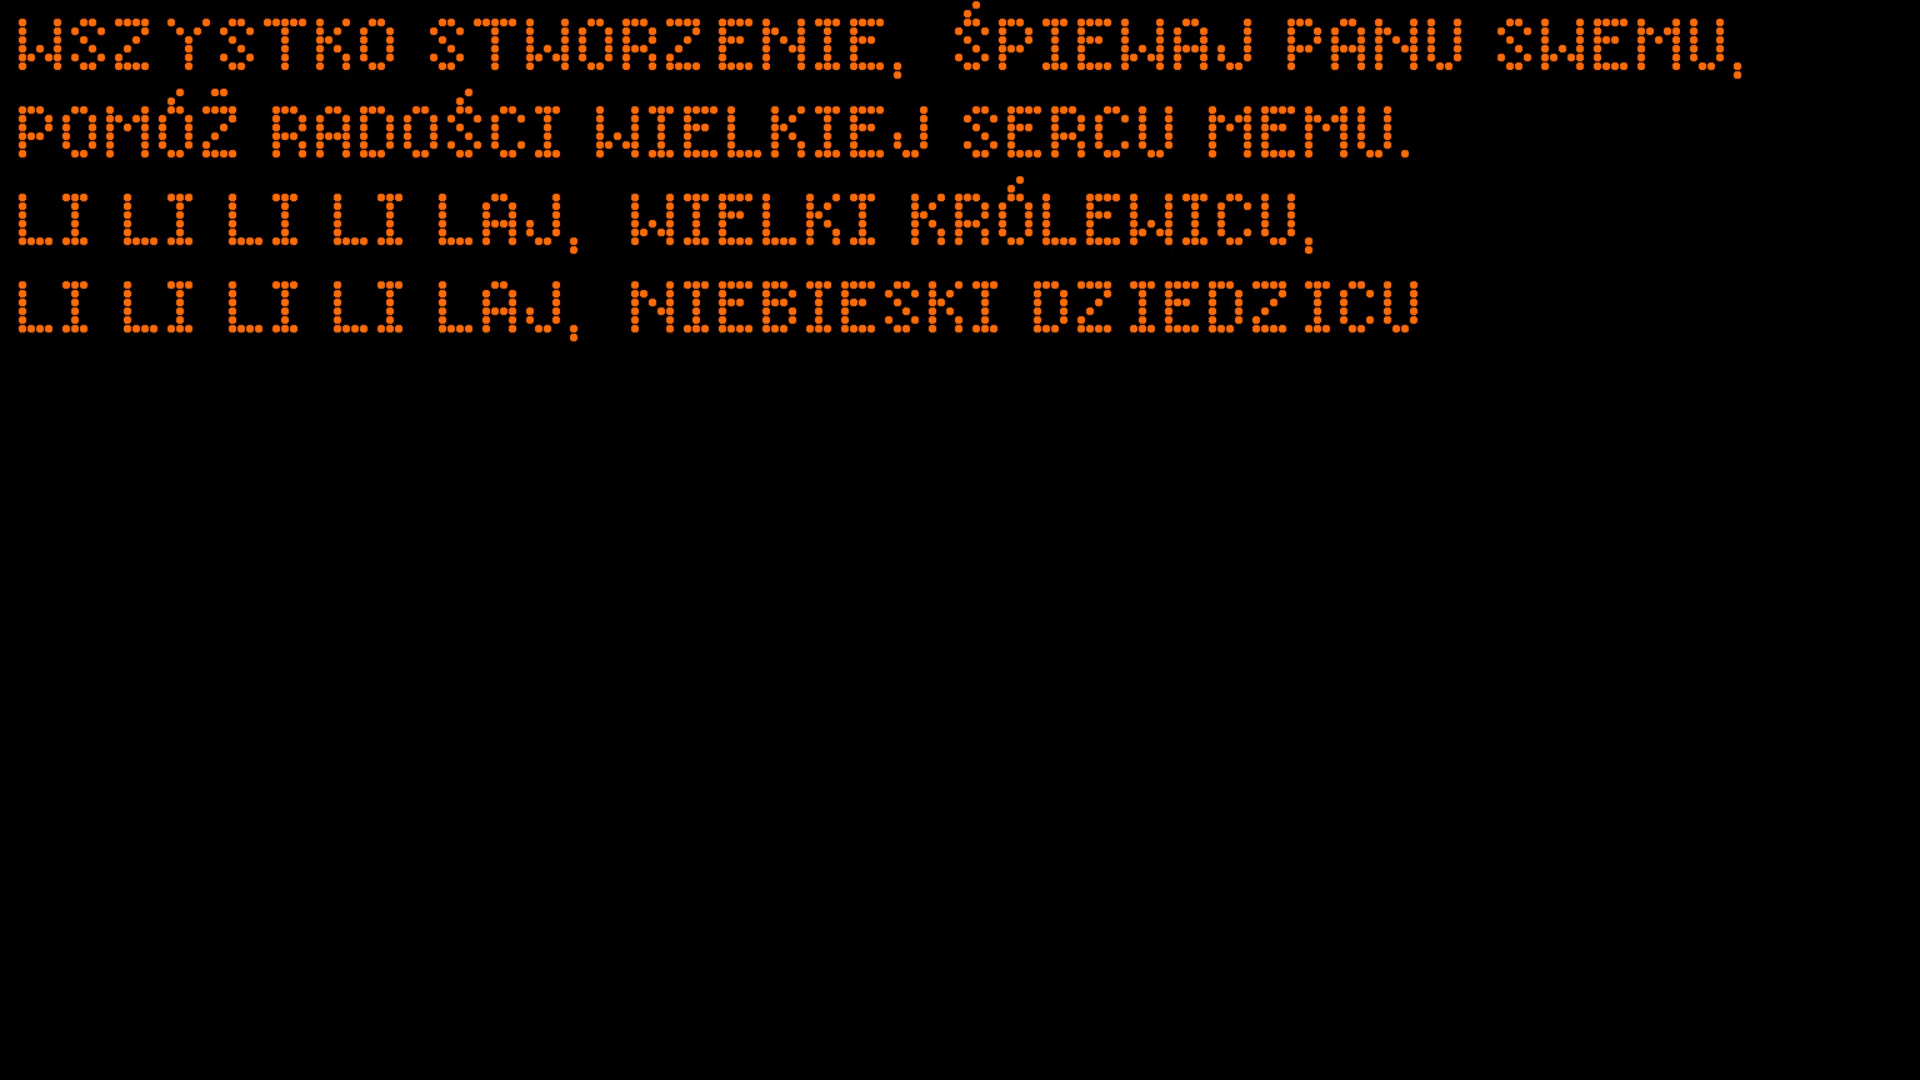 WSZYSTKO STWORZENIE, ŚPIEWAJ PANU SWEMU,
POMÓŻ RADOŚCI WIELKIEJ SERCU MEMU.
LI LI LI LI LAJ, WIELKI KRÓLEWICU,
LI LI LI LI LAJ, NIEBIESKI DZIEDZICU